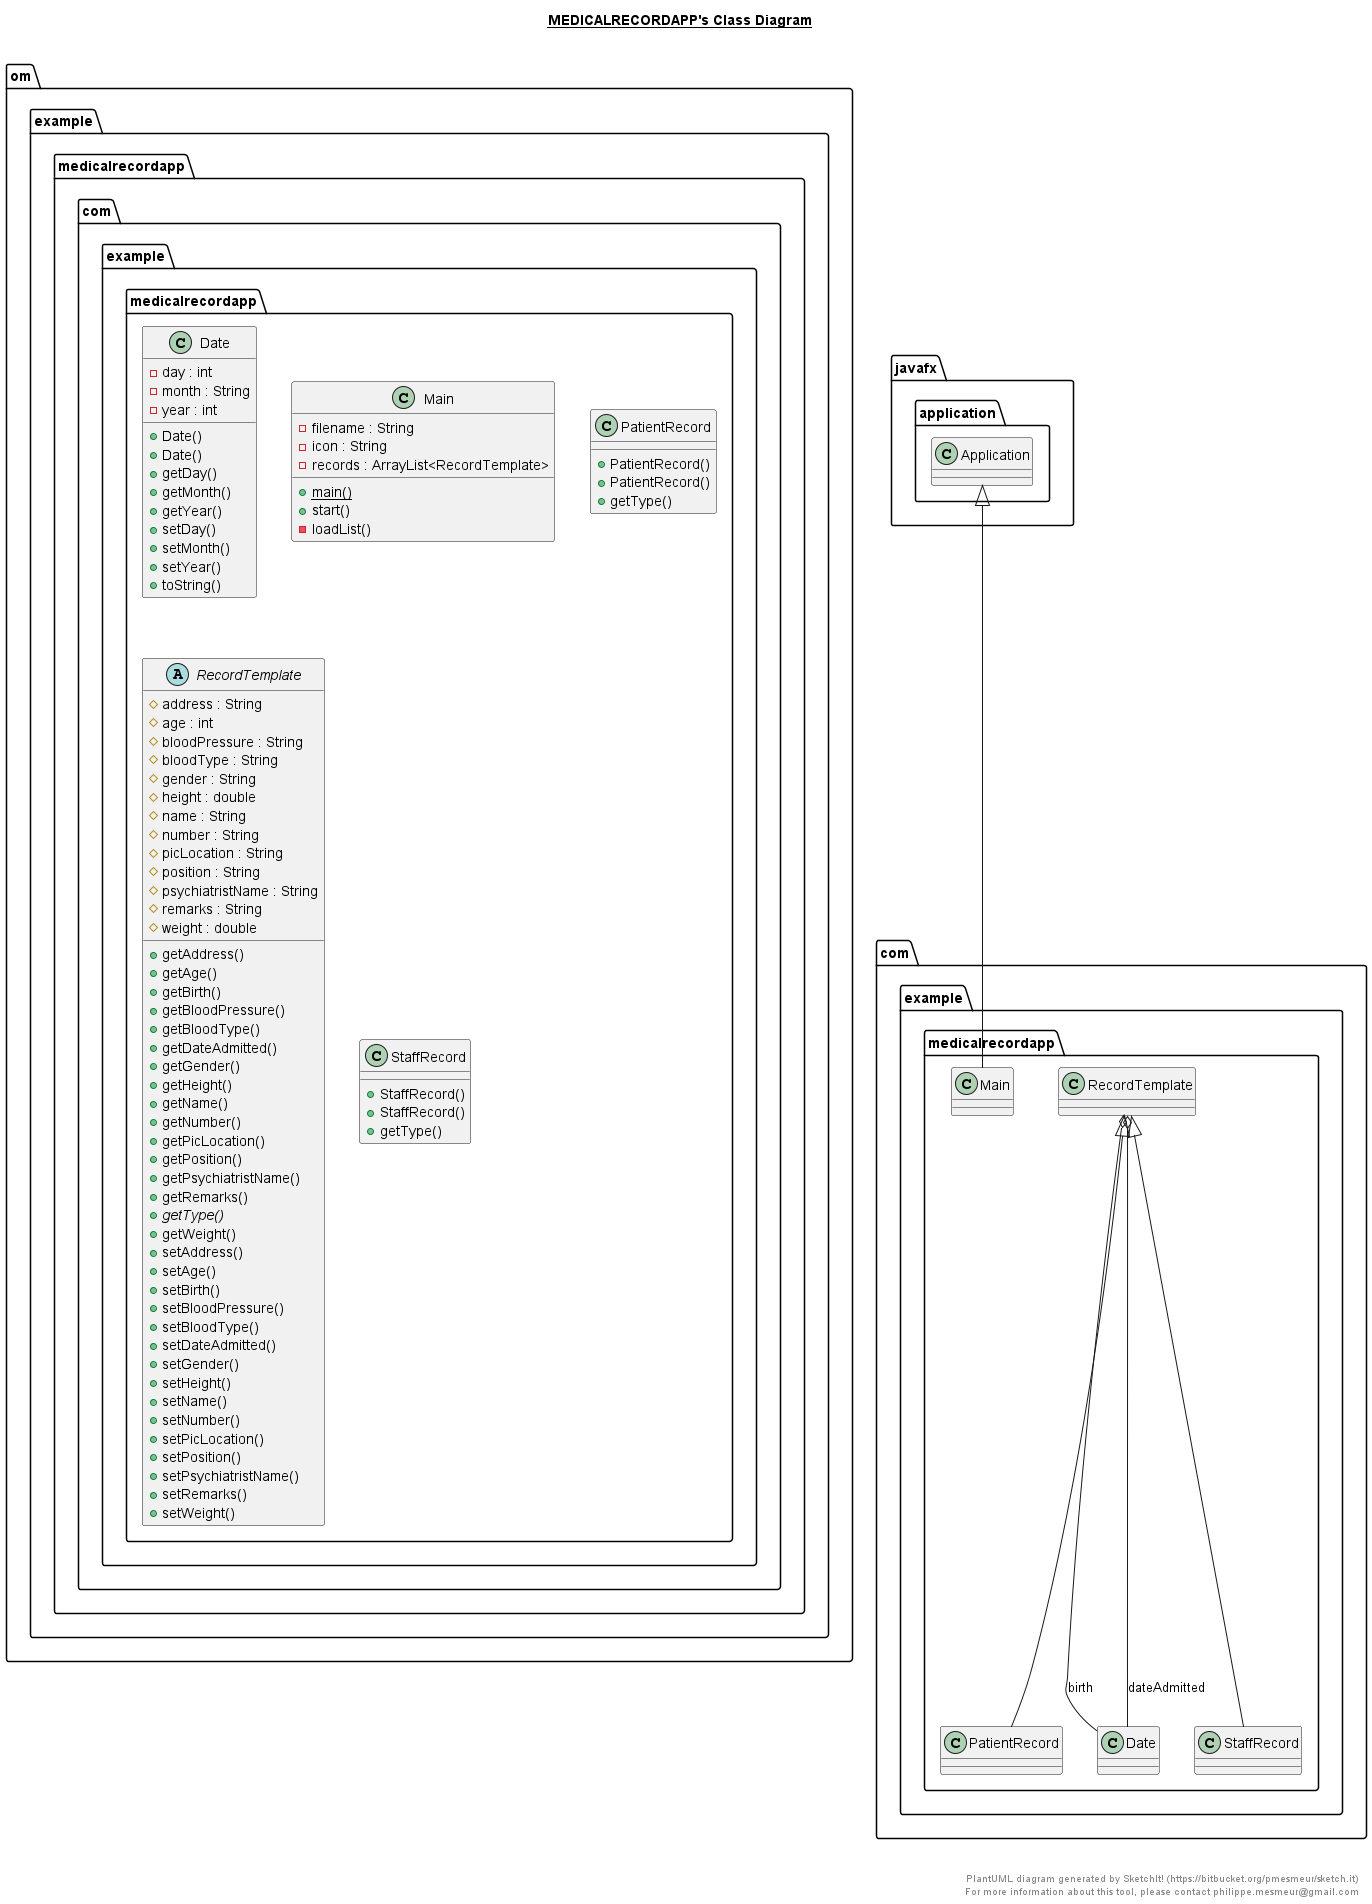 MEDICALRECORDAPP's Class Diagram
om
example
medicalrecordapp
com
example
medicalrecordapp
C Date
day : int
month : String
year : int
Date()
Date()
getDay()
getMonth()
getYear()
setDay()
setMonth()
setYear()
toString()
C Main
filename : String
icon : String
records : ArrayList<RecordTemplate>
main()
start()
loadList()
C PatientRecord
PatientRecord()
PatientRecord()
getType()
A RecordTemplate
address : String
age : int
bloodPressure : String
bloodType : String
gender : String
height : double
name : String
number : String
picLocation : String
position : String
psychiatristName : String
remarks : String
weight : double
getAddress()
getAge()
getBirth()
getBloodPressure()
getBloodType()
getDateAdmitted()
getGender()
getHeight()
getName()
getNumber()
getPicLocation()
getPosition()
getPsychiatristName()
getRemarks()
getType()
getWeight()
setAddress()
setAge()
setBirth()
setBloodPressure()
setBloodType()
setDateAdmitted()
setGender()
setHeight()
setName()
setNumber()
setPicLocation()
setPosition()
setPsychiatristName()
setRemarks()
setWeight()
C StaffRecord
StaffRecord()
StaffRecord()
getType()
javafx
application
C Application
com
example
medicalrecordapp
C Main
C RecordTemplate
birth
dateAdmitted
C PatientRecord
C Date
C StaffRecord
PlantUML diagram generated by SketchIt! (https://bitbucket.org/pmesmeur/sketch.it)
For more information about this tool, please contact philippe.mesmeur@gmail.com